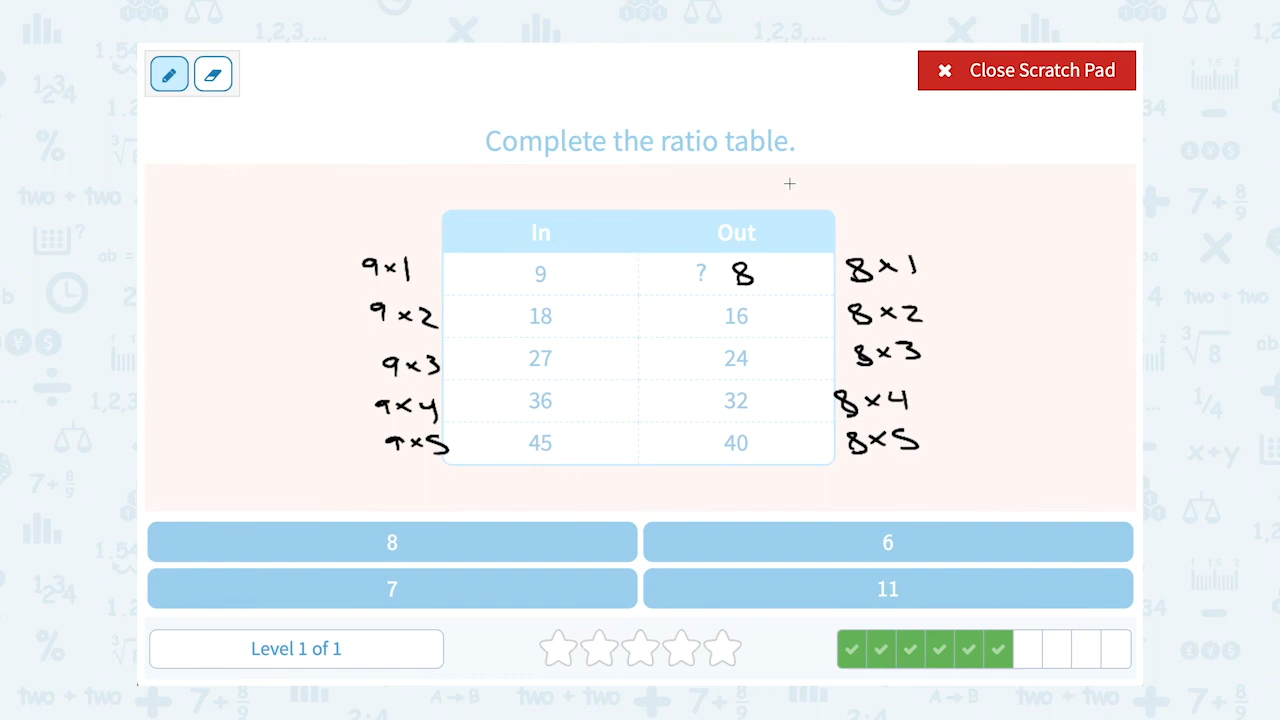 Close Scratch Pad
Complete the ratio table.
In Out
9×1 9 ? 8 8×1
9×2 18 16 8×2
9×3 27 24 8×3
9×4 36 32 8×4
9×5 45 40 8×5
8 6
7 11
Level 1 of 1